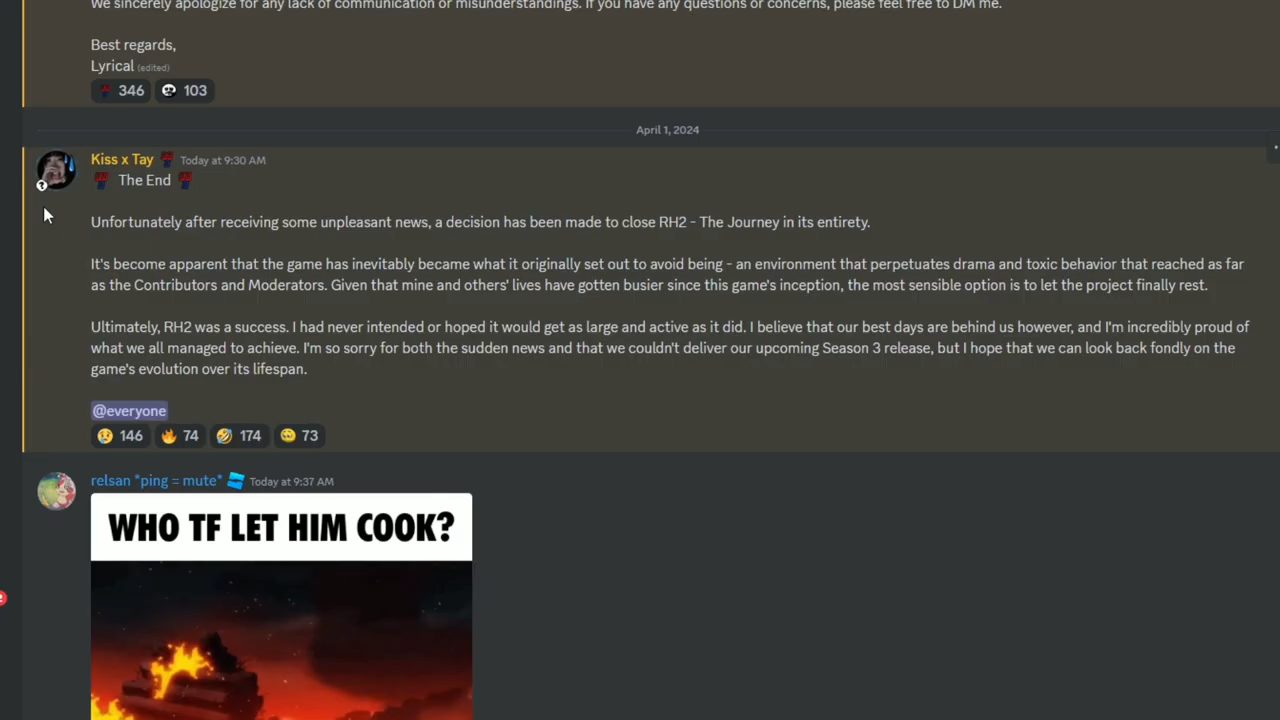 We sincerely apologize for any lack of communication or misunderstandings. If you have any questions or concerns, please feel free to DM me.
Best regards,
Lyrical (edited)
346 103
April 1, 2024
Kiss x Tay Today at 9:30 AM
The End
Unfortunately after receiving some unpleasant news, a decision has been made to close RH2 - The Journey in its entirety.
It's become apparent that the game has inevitably became what it originally set out to avoid being - an environment that perpetuates drama and toxic behavior that reached as far
as the Contributors and Moderators. Given that mine and others' lives have gotten busier since this game's inception, the most sensible option is to let the project finally rest.
Ultimately, RH2 was a success. I had never intended or hoped it would get as large and active as it did. I believe that our best days are behind us however, and I'm incredibly proud of
what we all managed to achieve. I'm so sorry for both the sudden news and that we couldn't deliver our upcoming Season 3 release, but I hope that we can look back fondly on the
game's evolution over its lifespan.
@everyone
146 74 174 73
relsan *ping = mute* Today at 9:37 AM
WHO TF LET HIM COOK?